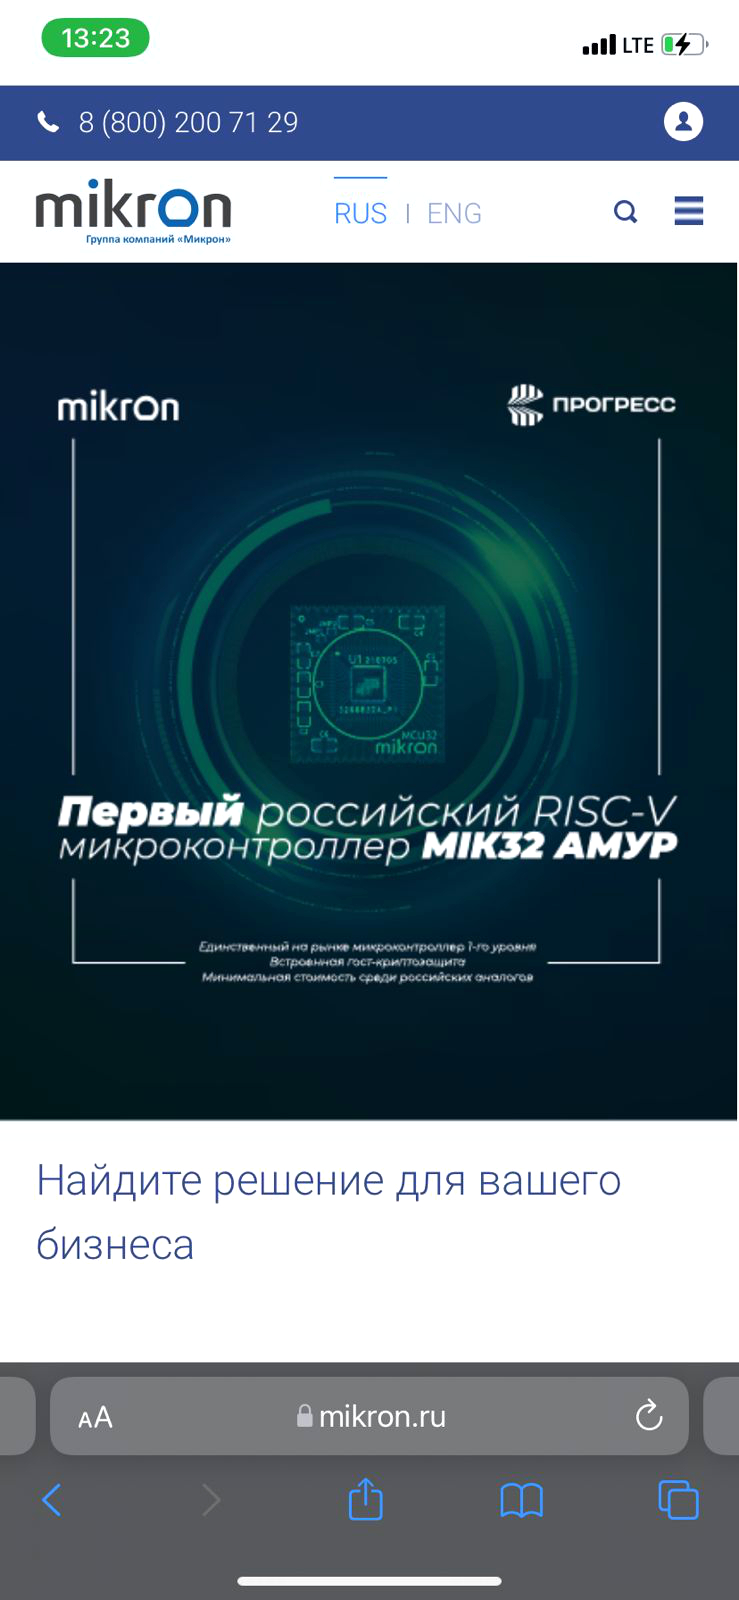 13:23
LTE
8 (800) 200 71 29
mikron
RUS | ENG
Группа компаний «Микрон»
mikron
ПРОГРЕСС
U1
MCU32
mikron
Первый российский RISC-V
микроконтроллер MIK32 АМУР
Единственный на рынке микроконтроллер 1-го уровня
Встроенная гост-криптозащита
Минимальная стоимость среди российских аналогов
Найдите решение для вашего
бизнеса
AA
mikron.ru